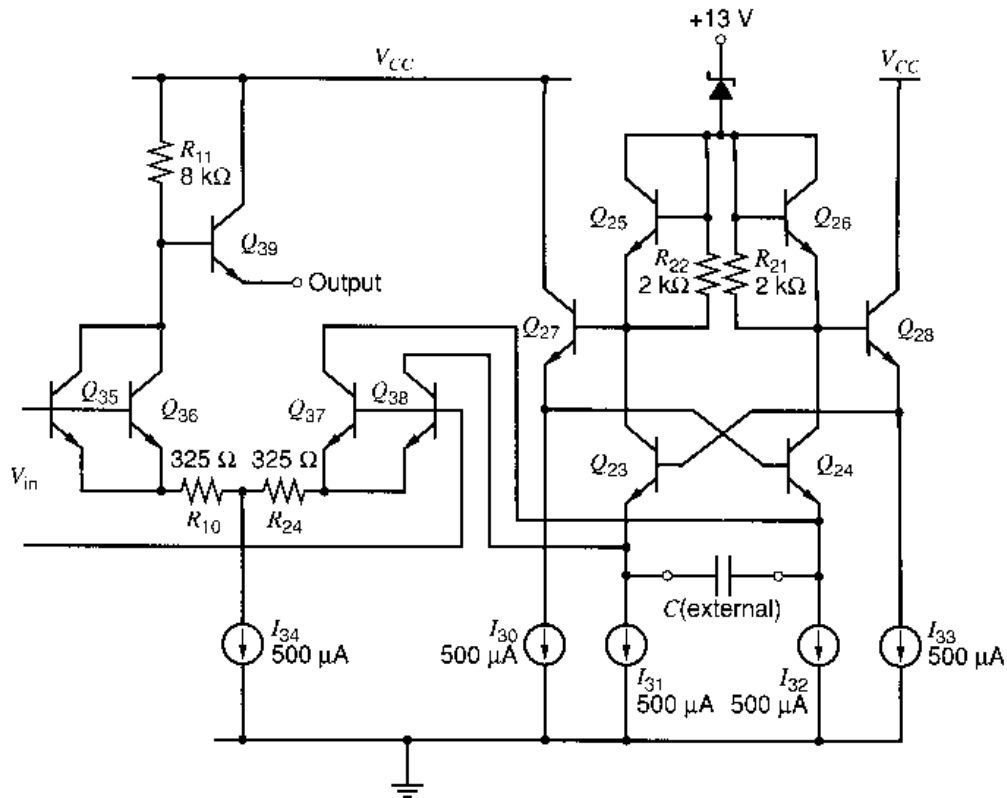 +13 V
V_CC
V_CC
R_11
8 kΩ
Q_39
Output
Q_25
Q_26
R_22
2 kΩ
R_21
2 kΩ
Q_27
Q_28
Q_35
Q_36
Q_37
Q_38
Q_23
Q_24
325 Ω
325 Ω
V_in
R_10
R_24
C(external)
I_34
500 μA
I_30
500 μA
I_31
500 μA
I_32
500 μA
I_33
500 μA